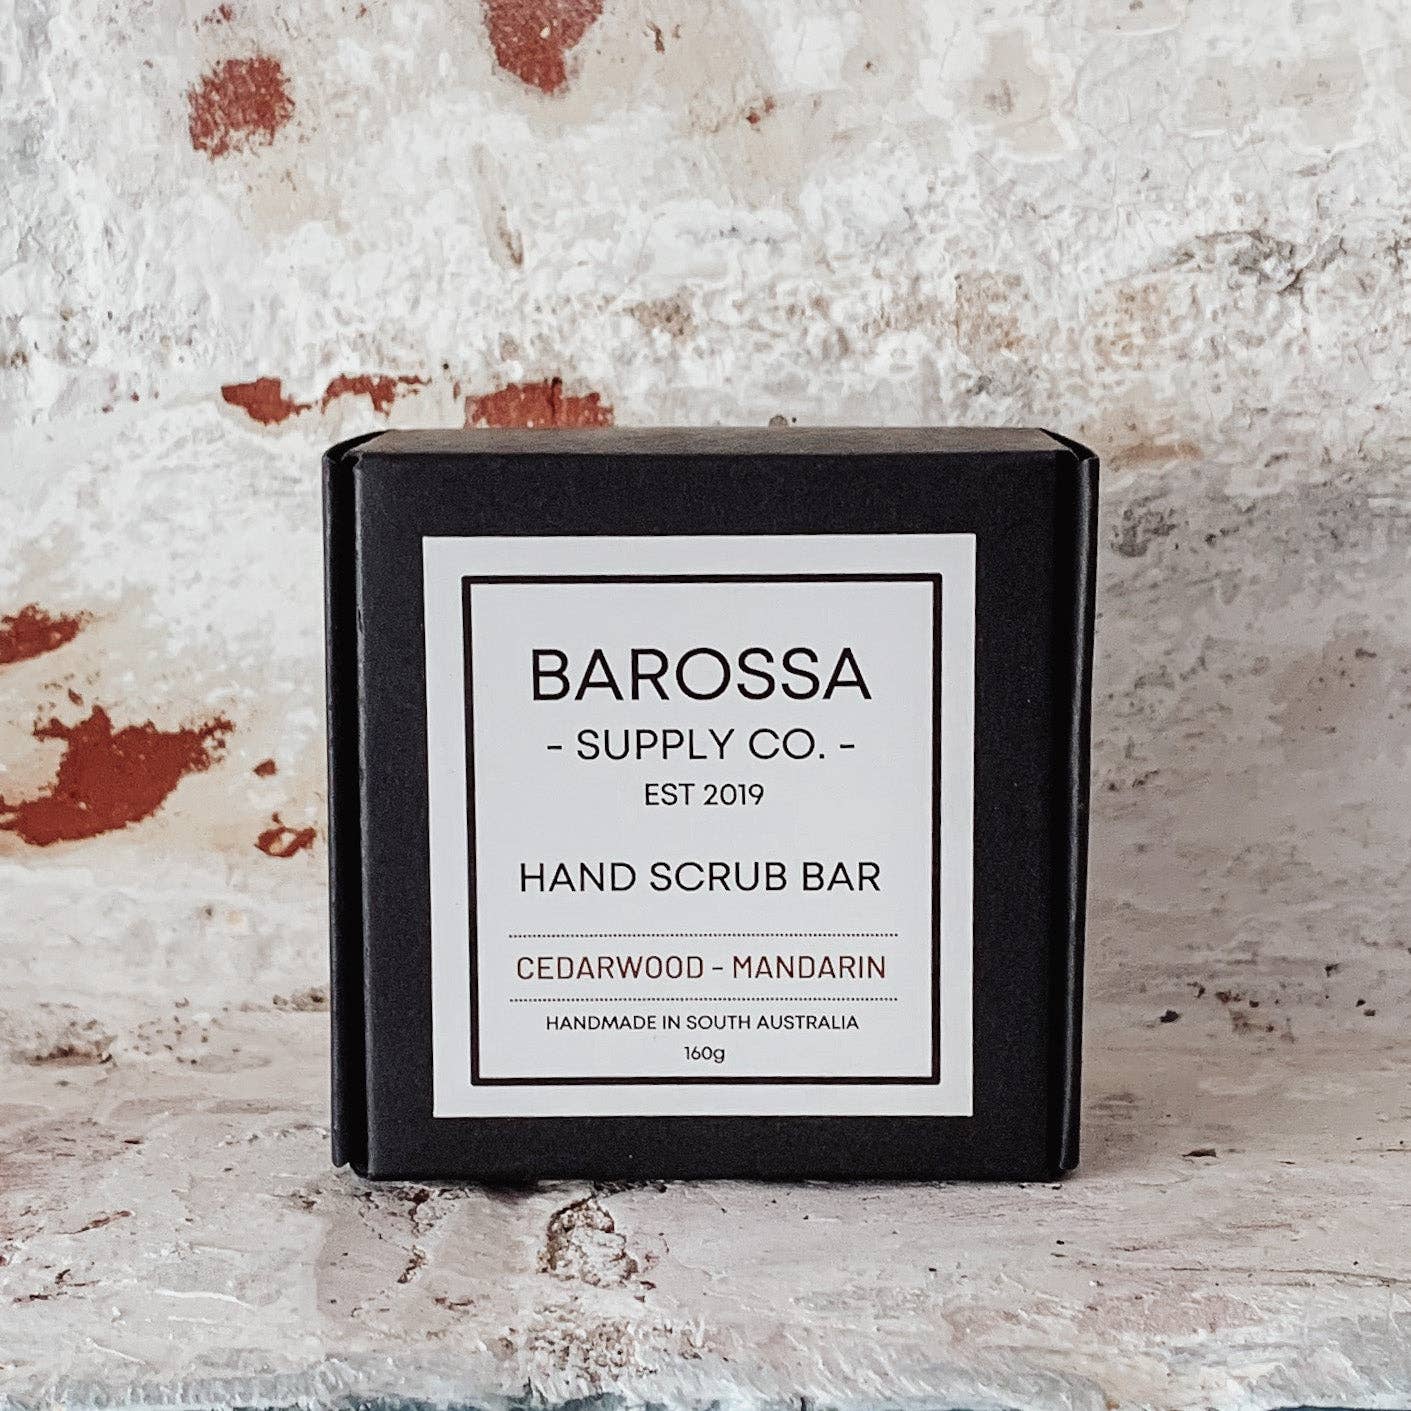 BAROSSA
- SUPPLY CO. -
EST 2019
HAND SCRUB BAR
CEDARWOOD - MANDARIN
HANDMADE IN SOUTH AUSTRALIA
160g